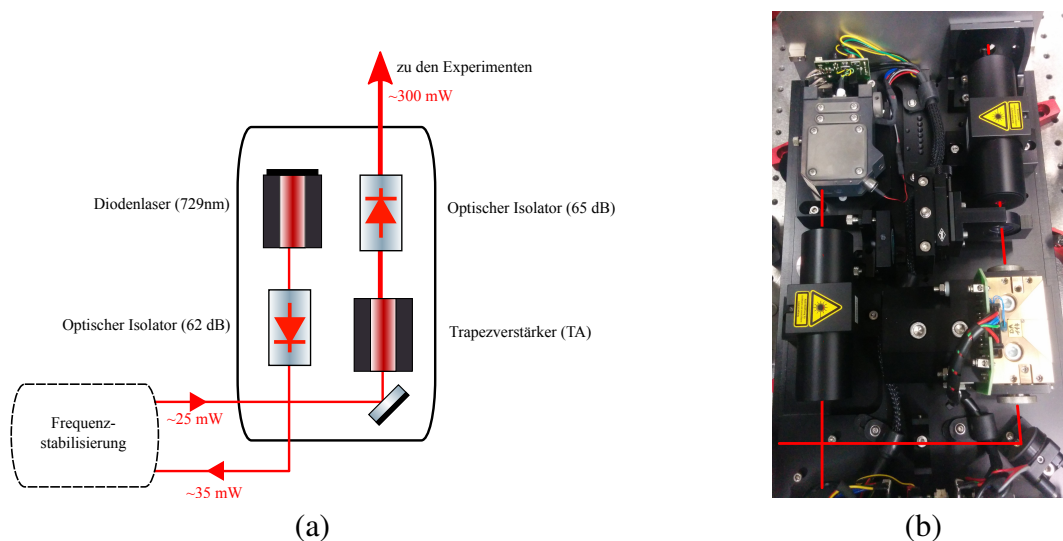 zu den Experimenten
~300 mW
Diodenlaser (729nm)
Optischer Isolator (65 dB)
Optischer Isolator (62 dB)
Trapezverstärker (TA)
~25 mW
Frequenz-
stabilisierung
~35 mW
(a)
(b)